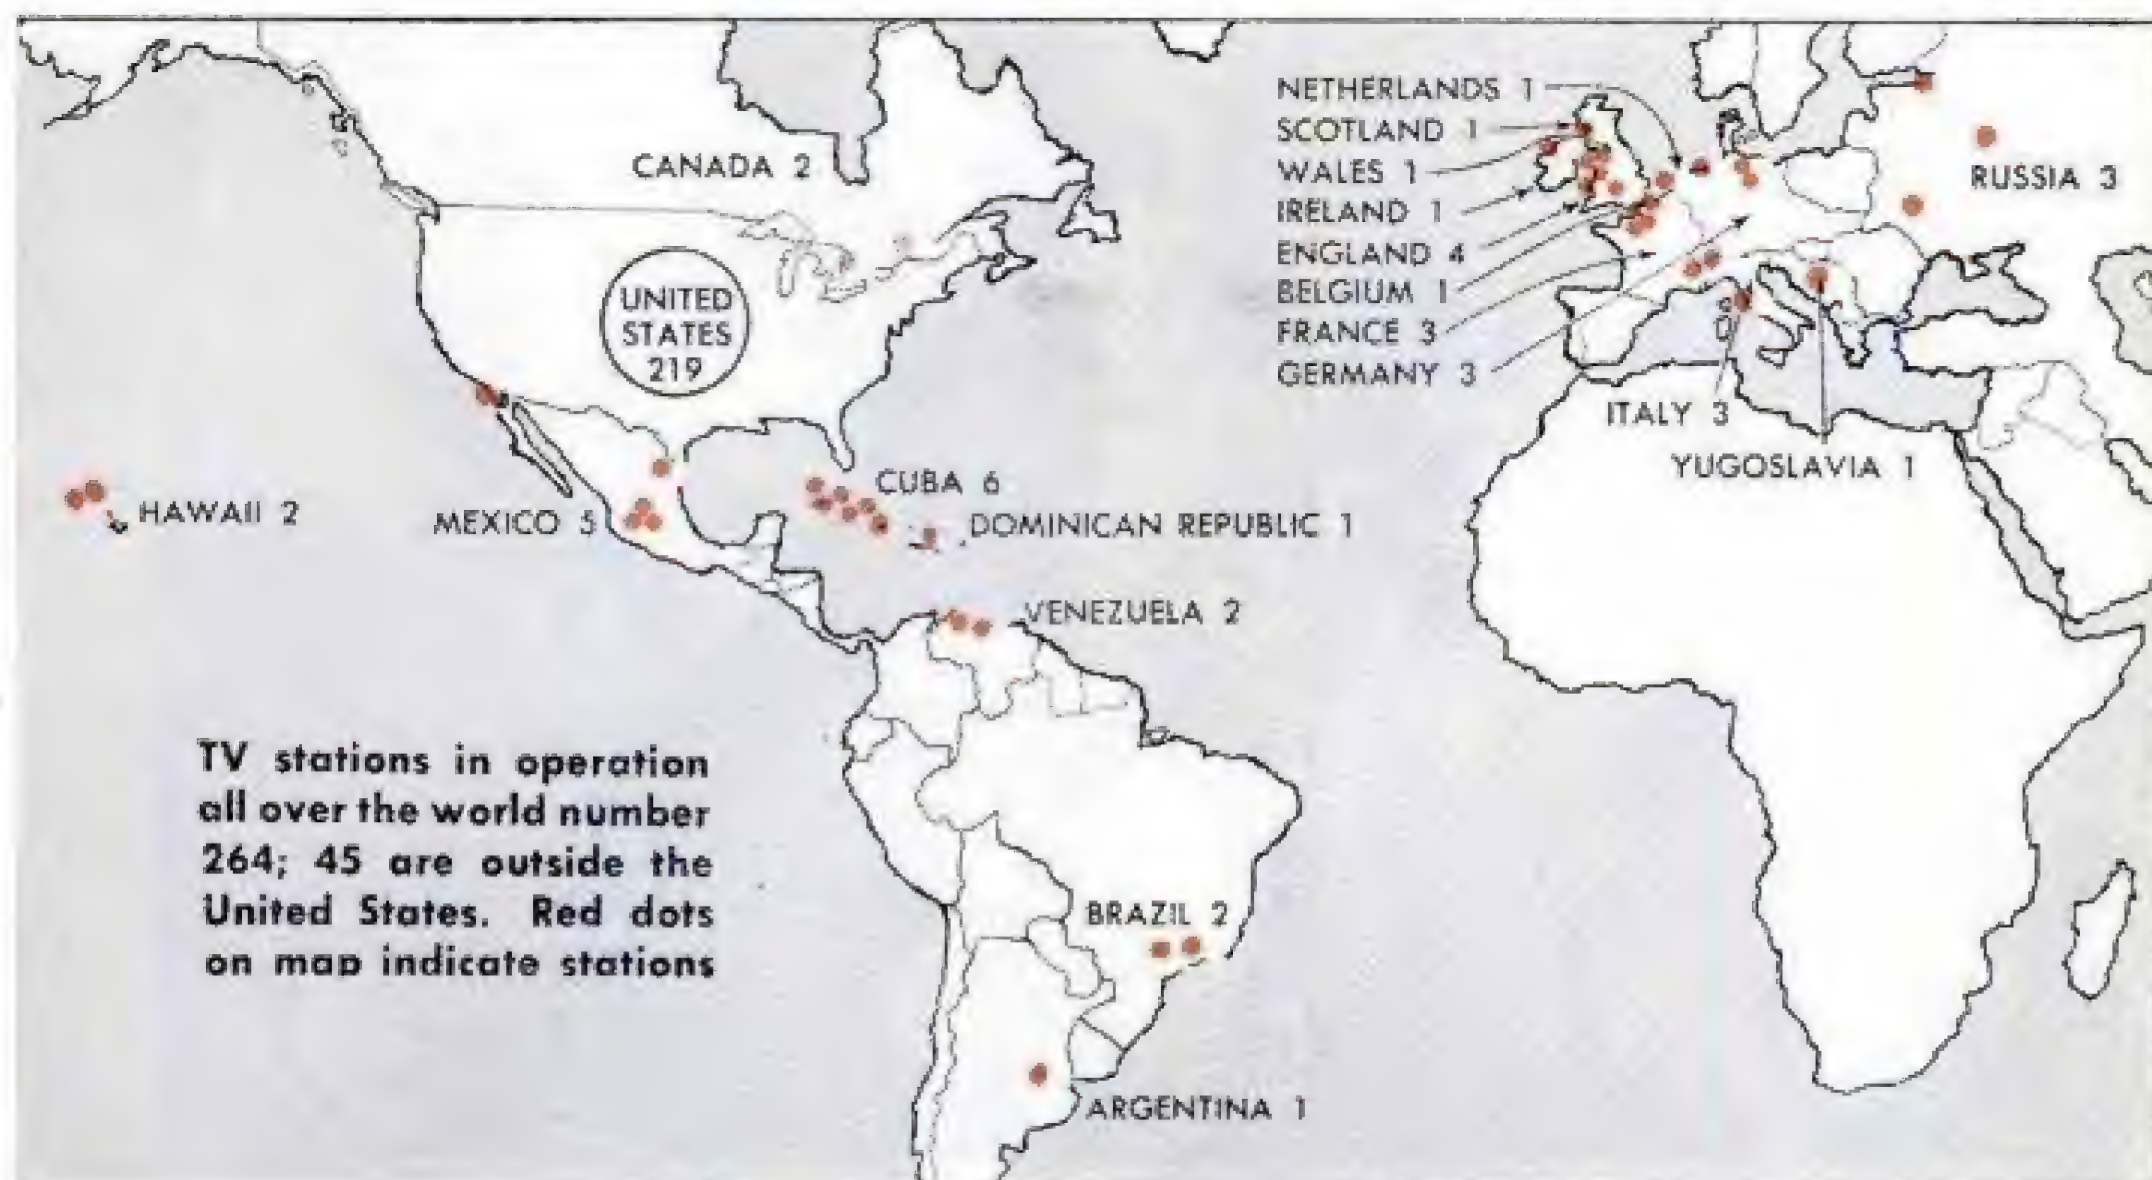 NETHERLANDS 1
SCOTLAND 1
WALES 1
IRELAND 1
ENGLAND 4
BELGIUM 1
FRANCE 3
GERMANY 3
RUSSIA 3
ITALY 3
YUGOSLAVIA 1
CANADA 2
UNITED
STATES
219
HAWAII 2
MEXICO 5
CUBA 6
DOMINICAN REPUBLIC 1
VENEZUELA 2
BRAZIL 2
ARGENTINA 1
TV stations in operation
all over the world number
264; 45 are outside the
United States. Red dots
on map indicate stations